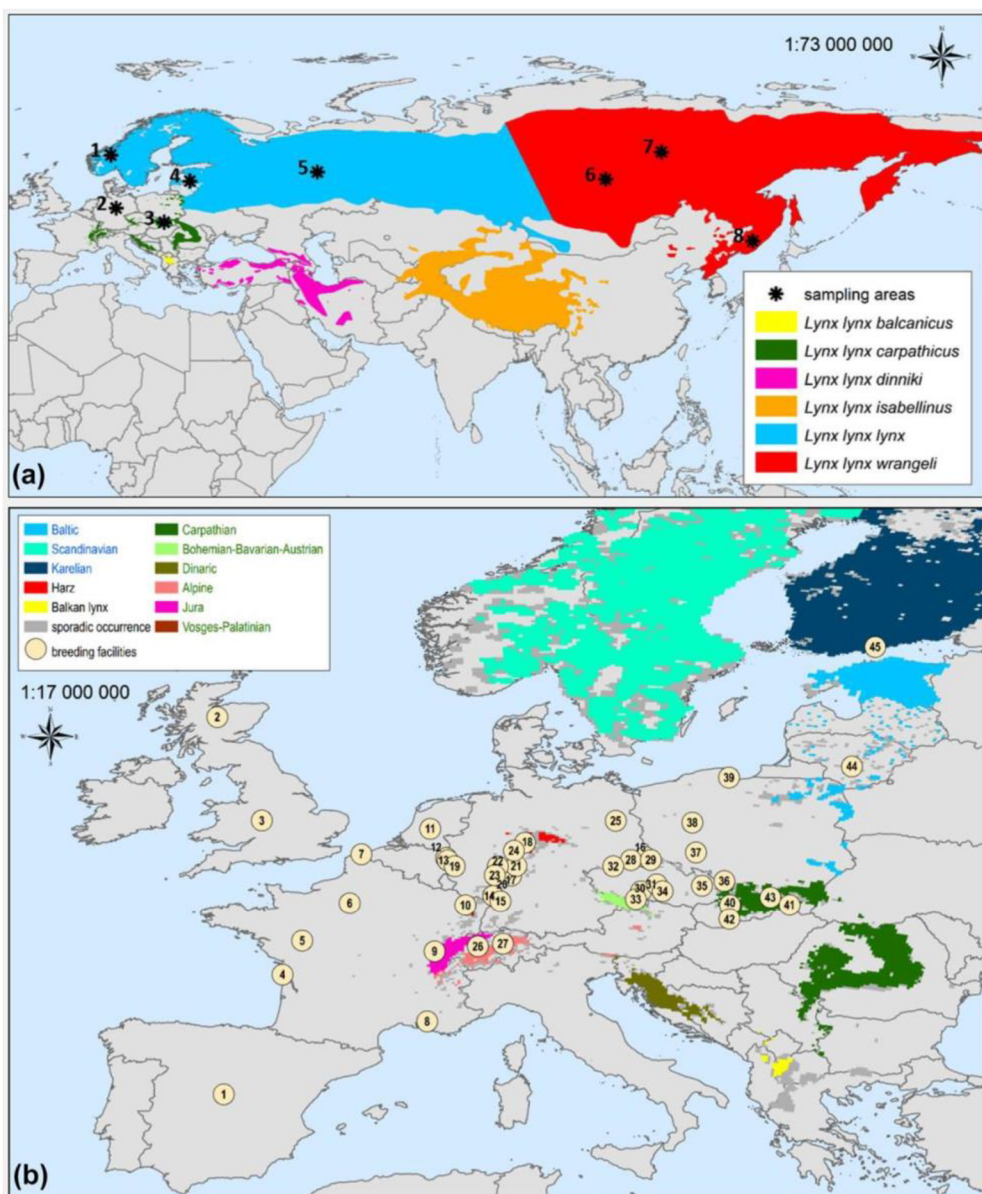 1:73 000 000
N
W
E
S
1
2
3
4
5
6
7
8
sampling areas
Lynx lynx balcanicus
Lynx lynx carpathicus
Lynx lynx dinniki
Lynx lynx isabellinus
Lynx lynx lynx
Lynx lynx wrangeli
(a)
Baltic
Carpathian
Scandinavian
Bohemian-Bavarian-Austrian
Karelian
Dinaric
Harz
Alpine
Balkan lynx
Jura
sporadic occurrence
Vosges-Palatinian
breeding facilities
1:17 000 000
N
W
E
S
45
2
44
39
3
11
25
38
18
12
24
16
7
13
19
22
21
32
28
29
37
23
17
6
10
14
15
30
31
34
33
35
36
40
43
41
42
5
9
26
27
4
8
1
(b)